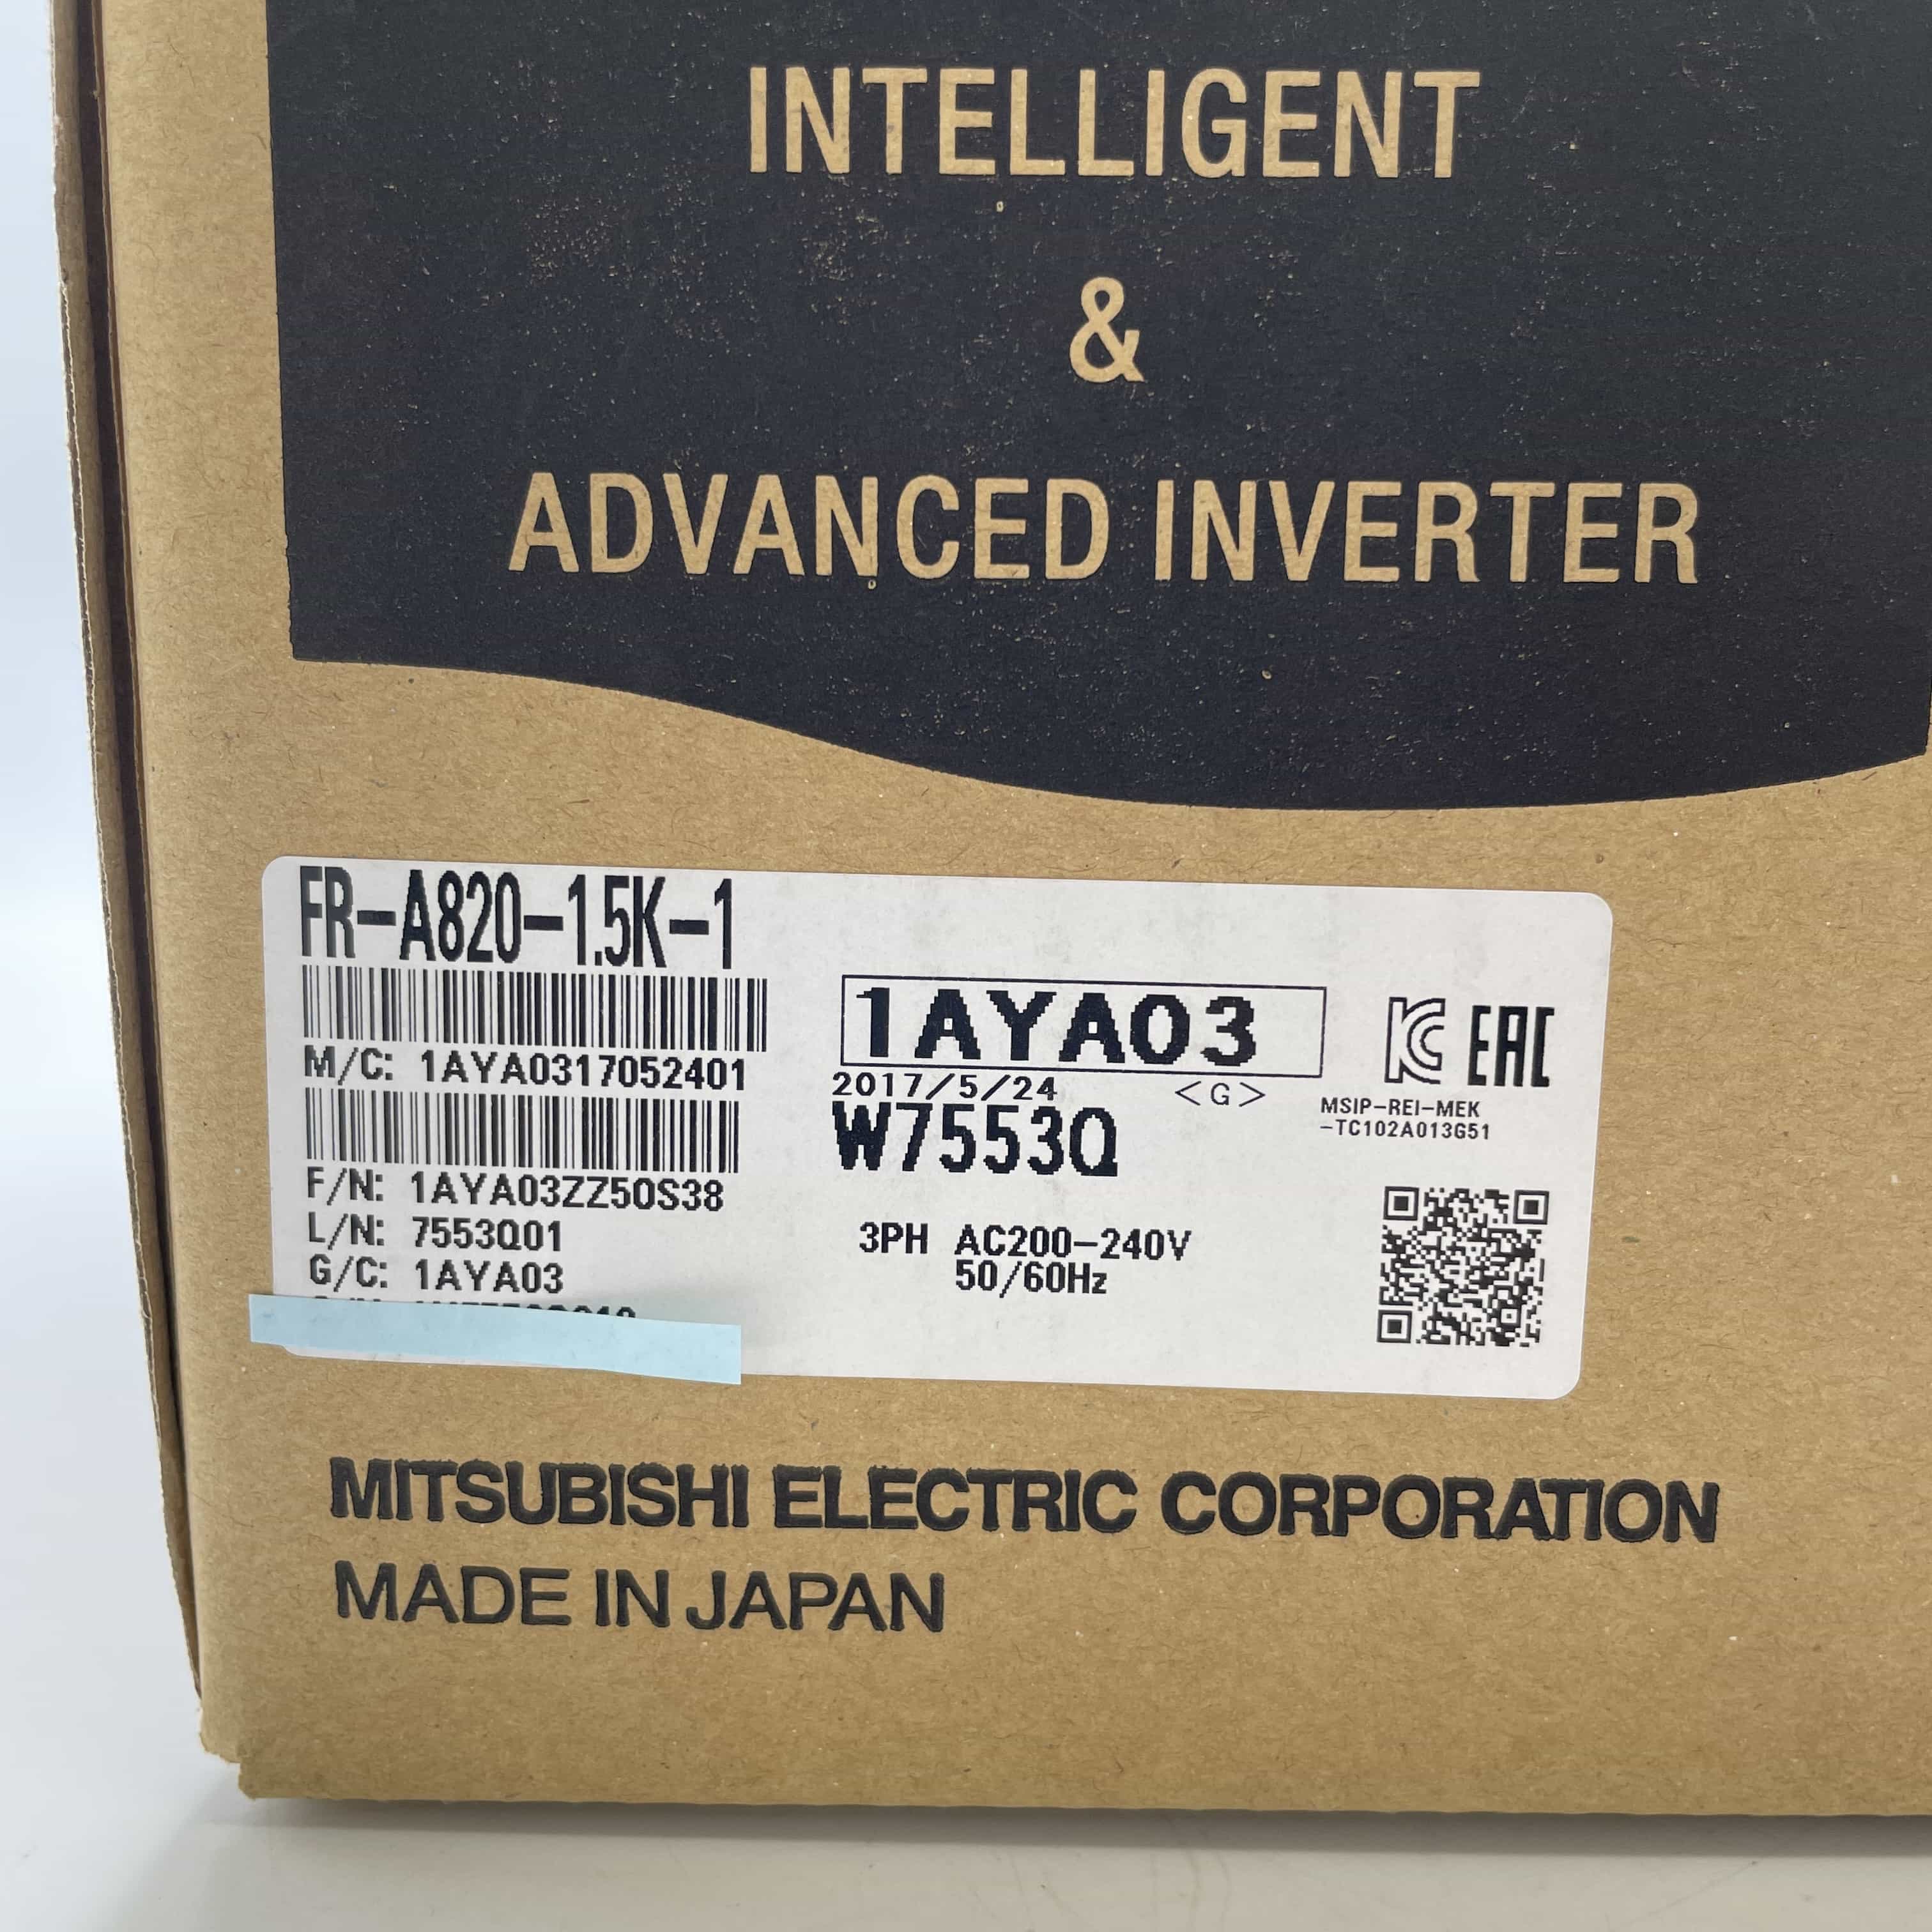 INTELLIGENT
&
ADVANCED INVERTER
FR-A820-1.5K-1
M/C: 1AYA0317052401
F/N: 1AYA03ZZ50S38
L/N: 7553Q01
G/C: 1AYA03
1AYA03
2017/5/24 <G>
W7553Q
3PH AC200-240V
50/60Hz
EAC
MSIP-REI-MEK
-TC102A013G51
MITSUBISHI ELECTRIC CORPORATION
MADE IN JAPAN